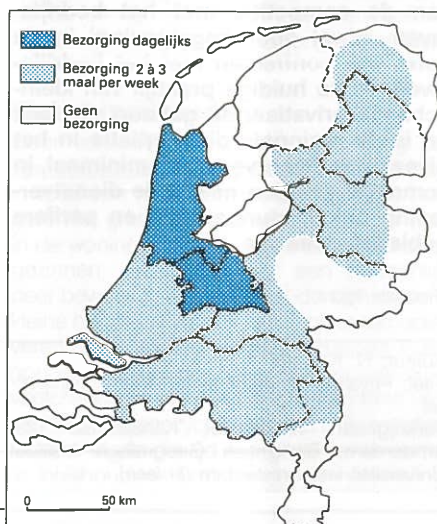 Bezorging dagelijks
Bezorging 2 à 3
maal per week
Geen
bezorging
0 50 km